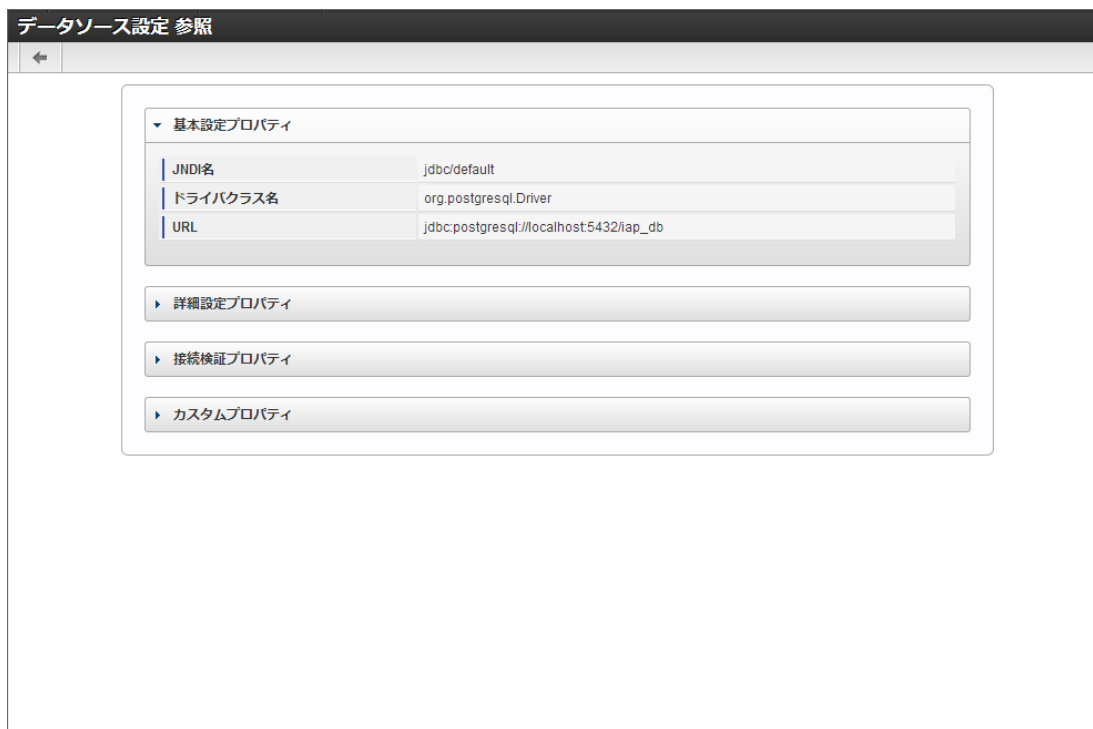 データソース設定 参照
基本設定プロパティ
JNDI名 jdbc/default
ドライバクラス名 org.postgresql.Driver
URL jdbc:postgresql://localhost:5432/iap_db
詳細設定プロパティ
接続検証プロパティ
カスタムプロパティ